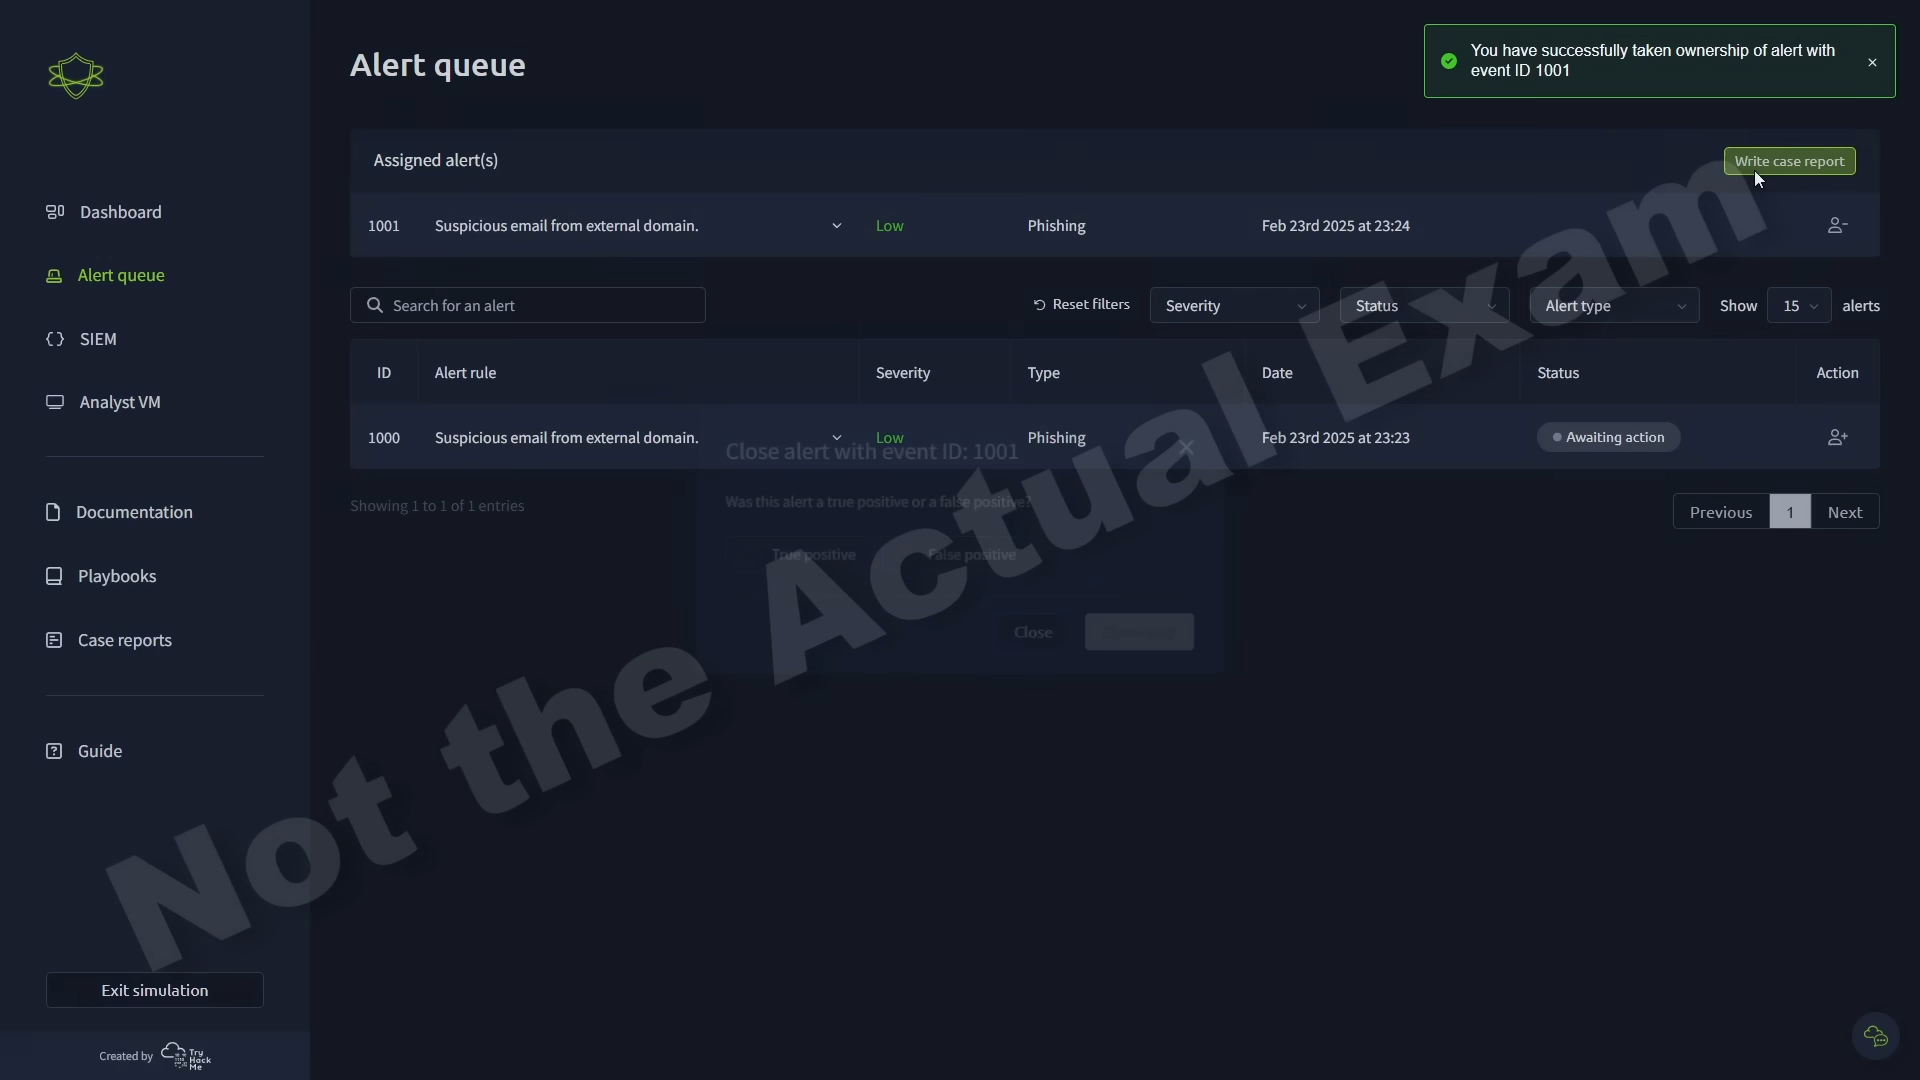 Alert queue
You have successfully taken ownership of alert with
event ID 1001
Assigned alert(s)
Write case report
1001 Suspicious email from external domain. Low Phishing Feb 23rd 2025 at 23:24
Dashboard
Alert queue
SIEM
Analyst VM
Documentation
Playbooks
Case reports
Guide
Search for an alert
Reset filters
Severity
Status
Alert type
Show 15 alerts
ID Alert rule Severity Type Date Status Action
1000 Suspicious email from external domain. Low Phishing Feb 23rd 2025 at 23:23 Awaiting action
Close alert with event ID: 1001
Was this alert a true positive or a false positive?
True positive False positive
Close
Showing 1 to 1 of 1 entries
Previous 1 Next
Not the Actual Exam
Exit simulation
Created by Try
Hack
Me